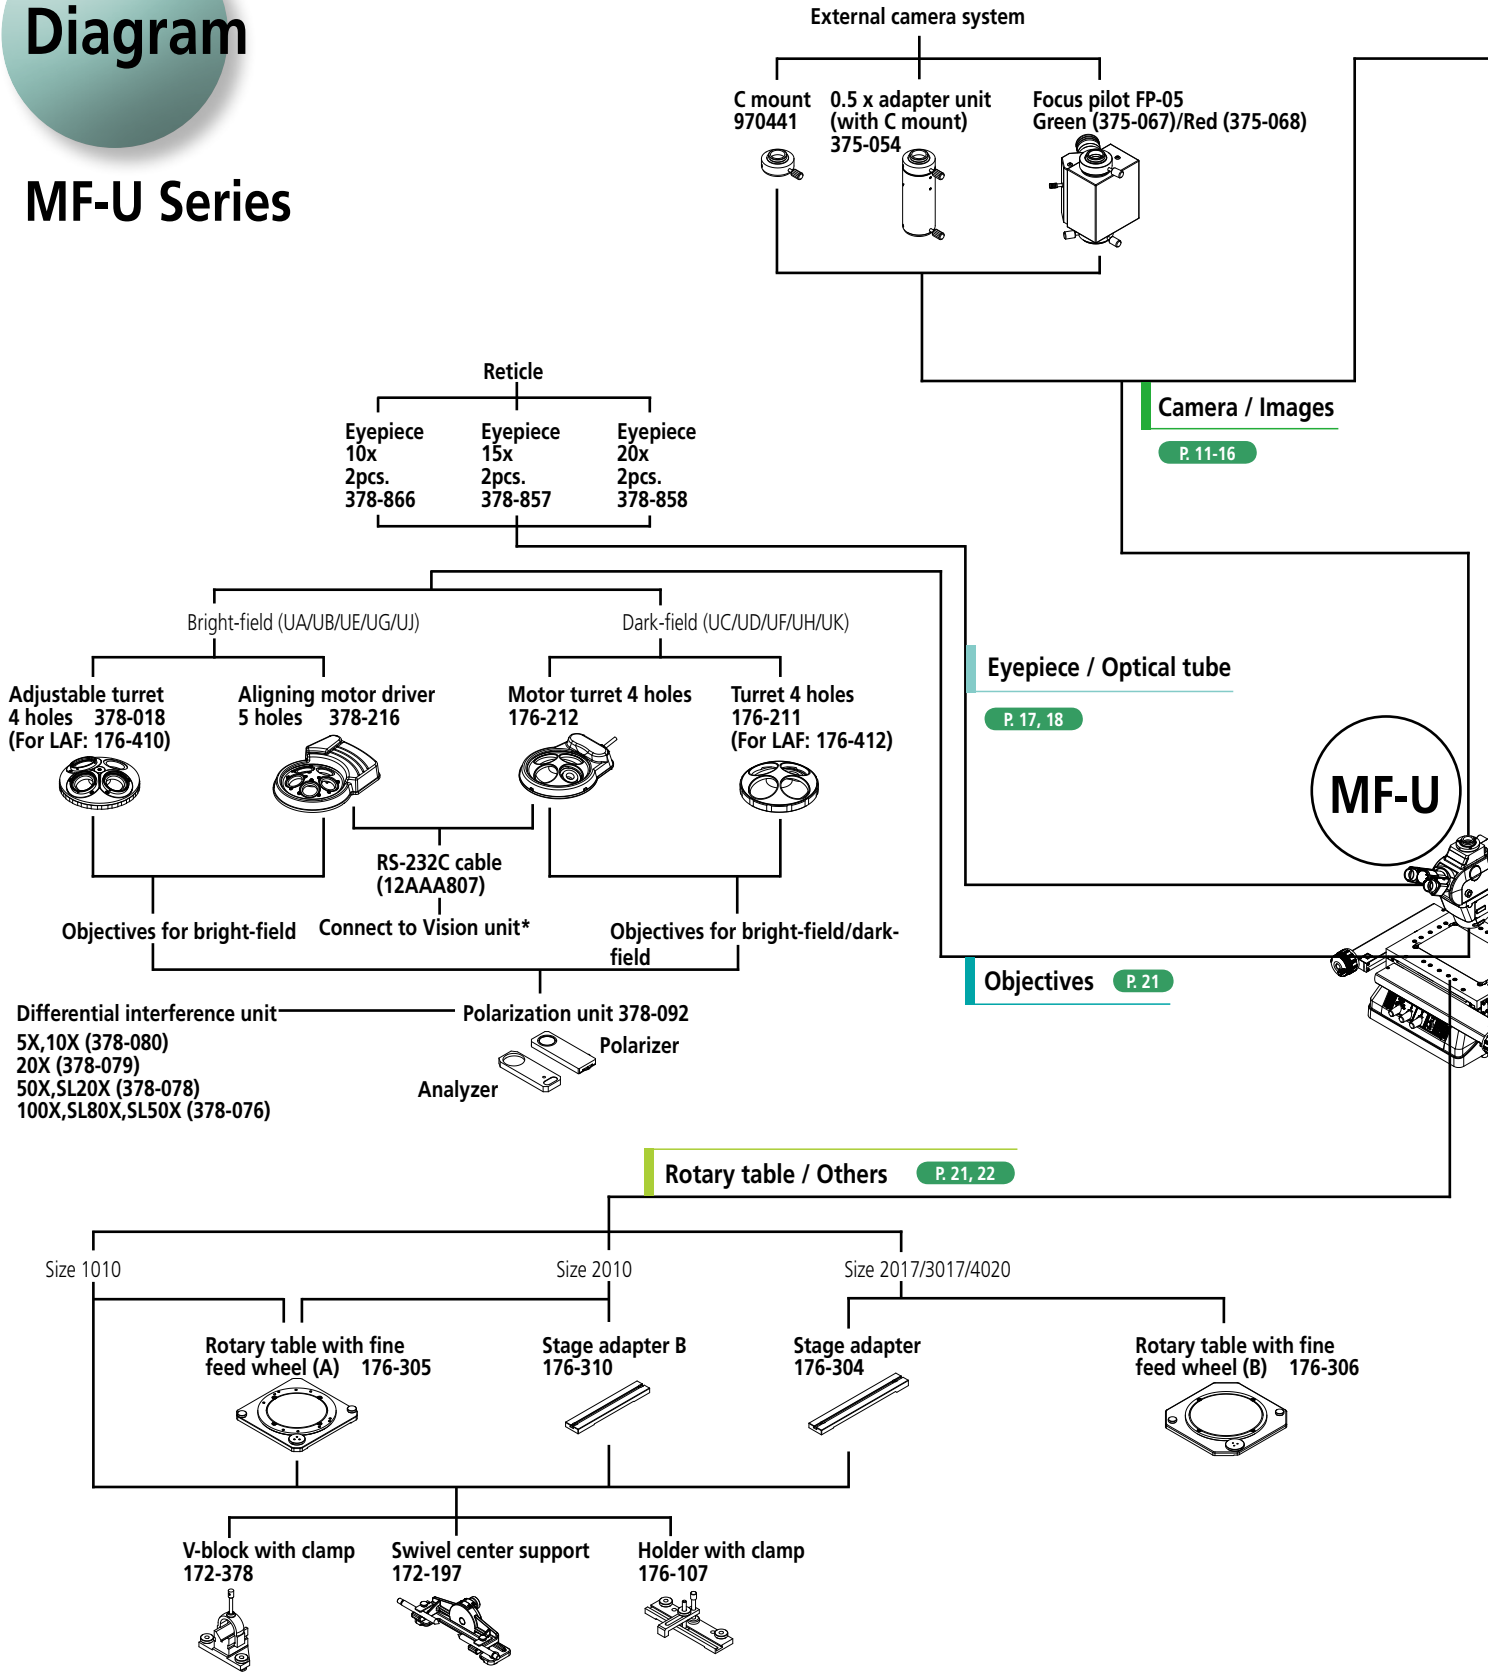 Diagram
MF-U Series
External camera system
C mount
970441
0.5 x adapter unit
(with C mount)
375-054
Focus pilot FP-05
Green (375-067)/Red (375-068)
Camera / Images
P. 11-16
Reticle
Eyepiece
10x
2pcs.
378-866
Eyepiece
15x
2pcs.
378-857
Eyepiece
20x
2pcs.
378-858
Bright-field (UA/UB/UE/UG/UJ)
Dark-field (UC/UD/UF/UH/UK)
Eyepiece / Optical tube
P. 17, 18
Adjustable turret
4 holes 378-018
(For LAF: 176-410)
Aligning motor driver
5 holes 378-216
Motor turret 4 holes
176-212
Turret 4 holes
176-211
(For LAF: 176-412)
MF-U
RS-232C cable
(12AAA807)
Connect to Vision unit*
Objectives for bright-field
Objectives for bright-field/dark-
field
Objectives P. 21
Differential interference unit
5X,10X (378-080)
20X (378-079)
50X,SL20X (378-078)
100X,SL80X,SL50X (378-076)
Polarization unit 378-092
Polarizer
Analyzer
Rotary table / Others P. 21, 22
Size 1010
Size 2010
Size 2017/3017/4020
Rotary table with fine
feed wheel (A) 176-305
Stage adapter B
176-310
Stage adapter
176-304
Rotary table with fine
feed wheel (B) 176-306
V-block with clamp
172-378
Swivel center support
172-197
Holder with clamp
176-107